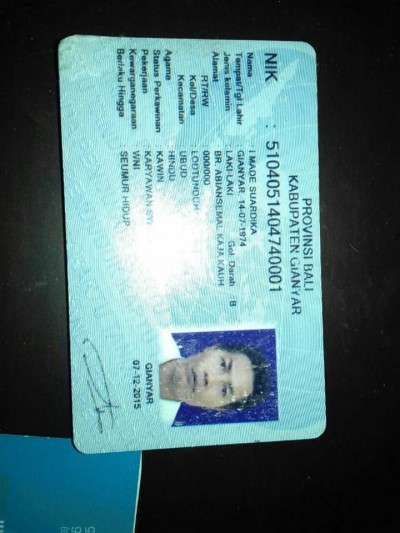 PROVINSI BALI
KABUPATEN GIANYAR
NIK : 5104051404740001
Nama : I MADE SUARDIKA
Tempat/Tgl Lahir : GIANYAR, 14-07-1974
Jenis kelamin : LAKI-LAKI Gol. Darah : B
Alamat : BR. ABIANSEMAL KAJA KAUH
RT/RW : 000/000
Kel/Desa : LODTUNDUH
Kecamatan : UBUD
Agama : HINDU
Status Perkawinan : KAWIN
Pekerjaan : KARYAWAN
Kewarganegaraan : WNI
Berlaku Hingga : SEUMUR HIDUP
GIANYAR
07-12-2015